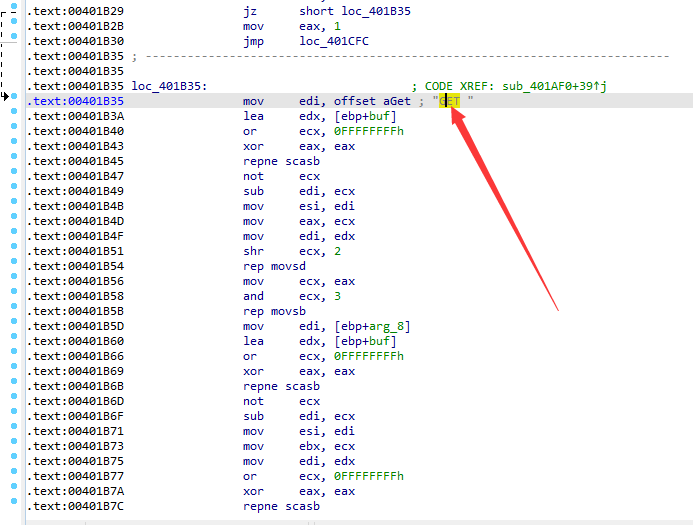 .text:00401B29 jz short loc_401B35
.text:00401B2B mov eax, 1
.text:00401B30 jmp loc_401CFC
.text:00401B35 ; ---------------------------------------------------------------------------
.text:00401B35
.text:00401B35 loc_401B35: ; CODE XREF: sub_401AF0+39↑j
.text:00401B35 mov edi, offset aGet ; "GET "
.text:00401B3A lea edx, [ebp+buf]
.text:00401B40 or ecx, 0FFFFFFFFh
.text:00401B43 xor eax, eax
.text:00401B45 repne scasb
.text:00401B47 not ecx
.text:00401B49 sub edi, ecx
.text:00401B4B mov esi, edi
.text:00401B4D mov eax, ecx
.text:00401B4F mov edi, edx
.text:00401B51 shr ecx, 2
.text:00401B54 rep movsd
.text:00401B56 mov ecx, eax
.text:00401B58 and ecx, 3
.text:00401B5B rep movsb
.text:00401B5D mov edi, [ebp+arg_8]
.text:00401B60 lea edx, [ebp+buf]
.text:00401B66 or ecx, 0FFFFFFFFh
.text:00401B69 xor eax, eax
.text:00401B6B repne scasb
.text:00401B6D not ecx
.text:00401B6F sub edi, ecx
.text:00401B71 mov esi, edi
.text:00401B73 mov ebx, ecx
.text:00401B75 mov edi, edx
.text:00401B77 or ecx, 0FFFFFFFFh
.text:00401B7A xor eax, eax
.text:00401B7C repne scasb